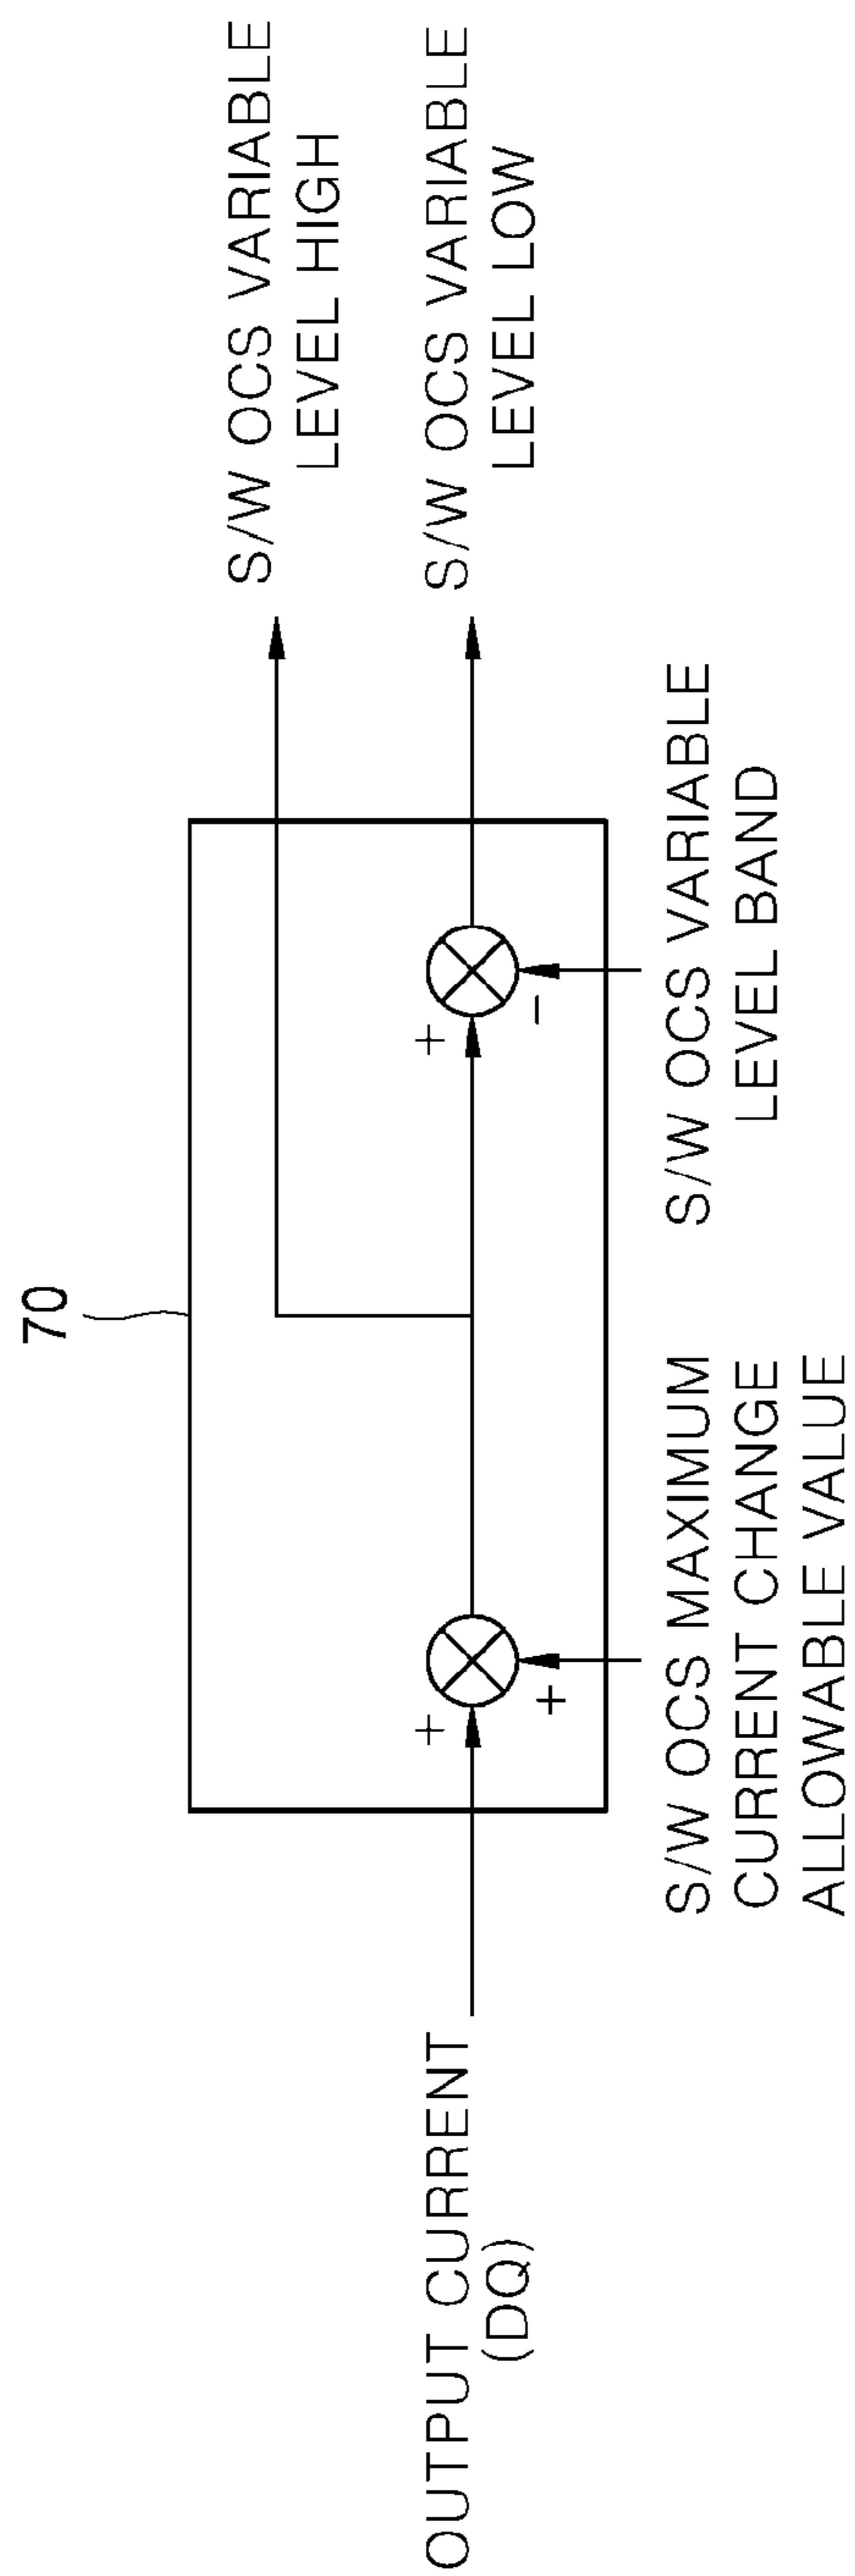 70
S/W OCS VARIABLE
LEVEL HIGH
OUTPUT CURRENT
(DQ)
+
+
+
−
S/W OCS VARIABLE
LEVEL LOW
S/W OCS MAXIMUM
CURRENT CHANGE
ALLOWABLE VALUE
S/W OCS VARIABLE
LEVEL BAND